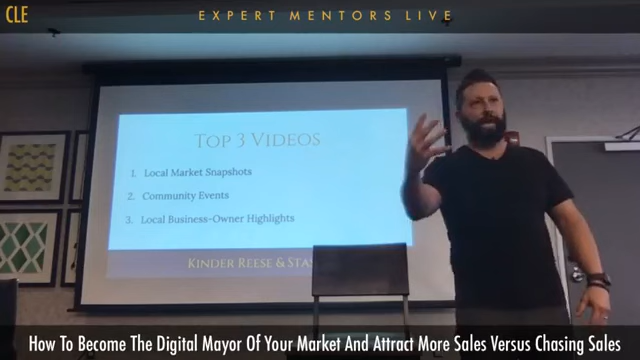 CLE
EXPERT MENTORS LIVE
TOP 3 VIDEOS
1. Local Market Snapshots
2. Community Events
3. Local Business-Owner Highlights
KINDER REESE &
How To Become The Digital Mayor Of Your Market And Attract More Sales Versus Chasing Sales